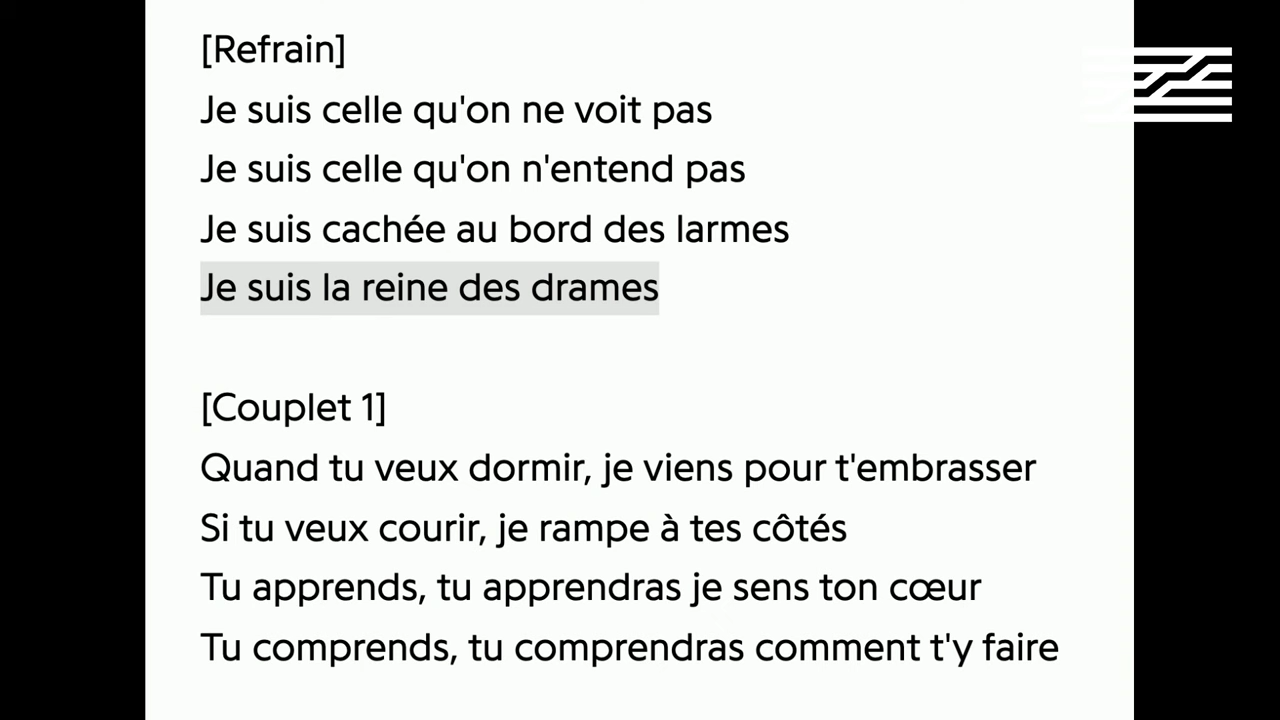 [Refrain]
Je suis celle qu'on ne voit pas
Je suis celle qu'on n'entend pas
Je suis cachée au bord des larmes
Je suis la reine des drames
[Couplet 1]
Quand tu veux dormir, je viens pour t'embrasser
Si tu veux courir, je rampe à tes côtés
Tu apprends, tu apprendras je sens ton cœur
Tu comprends, tu comprendras comment t'y faire